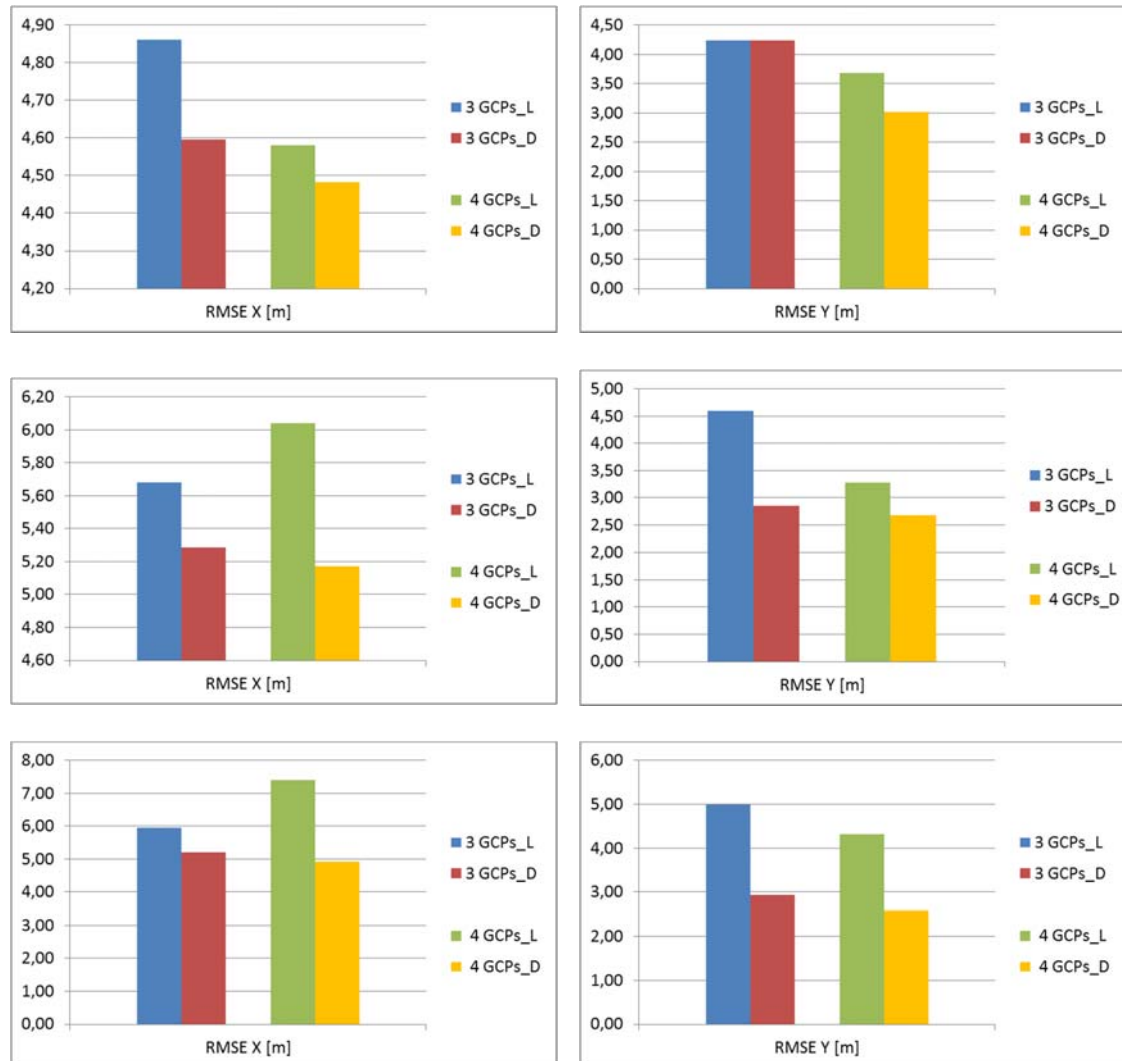 4,90
4,80
4,70
4,60
4,50
4,40
4,30
4,20
RMSE X [m]
3 GCPs_L
3 GCPs_D
4 GCPs_L
4 GCPs_D
4,50
4,00
3,50
3,00
2,50
2,00
1,50
1,00
0,50
0,00
RMSE Y [m]
3 GCPs_L
3 GCPs_D
4 GCPs_L
4 GCPs_D
6,20
6,00
5,80
5,60
5,40
5,20
5,00
4,80
4,60
RMSE X [m]
3 GCPs_L
3 GCPs_D
4 GCPs_L
4 GCPs_D
5,00
4,50
4,00
3,50
3,00
2,50
2,00
1,50
1,00
0,50
0,00
RMSE Y [m]
3 GCPs_L
3 GCPs_D
4 GCPs_L
4 GCPs_D
8,00
7,00
6,00
5,00
4,00
3,00
2,00
1,00
0,00
RMSE X [m]
3 GCPs_L
3 GCPs_D
4 GCPs_L
4 GCPs_D
6,00
5,00
4,00
3,00
2,00
1,00
0,00
RMSE Y [m]
3 GCPs_L
3 GCPs_D
4 GCPs_L
4 GCPs_D